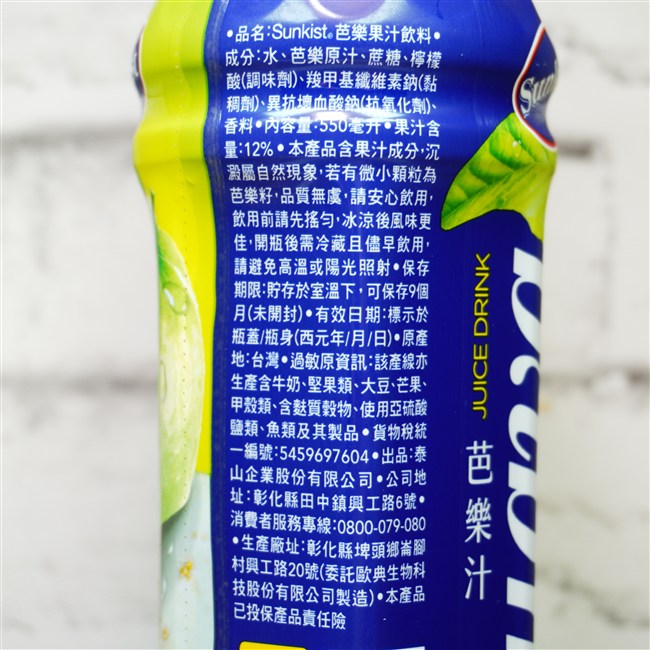 •品名:Sunkist®芭樂果汁飲料•
成分:水、芭樂原汁、蔗糖、檸檬
酸(調味劑)、羧甲基纖維素鈉(黏
稠劑)、異抗壞血酸鈉(抗氧化劑)、
香料•內容量:550毫升•果汁含
量:12%•本產品含果汁成分,沉
澱屬自然現象,若有微小顆粒為
芭樂籽,品質無虞,請安心飲用,
飲用前請先搖勻,冰涼後風味更
佳,開瓶後需冷藏且儘早飲用,
請避免高溫或陽光照射•保存
期限:貯存於室溫下,可保存9個
月(未開封)•有效日期:標示於
瓶蓋/瓶身(西元年/月/日)•原產
地:台灣•過敏原資訊:該產線亦
生產含牛奶、堅果類、大豆、芒果、
甲殼類、含麩質穀物、使用亞硫酸
鹽類、魚類及其製品•貨物稅統
一編號:5459697604•出品:泰
山企業股份有限公司•公司地
址:彰化縣田中鎮興工路6號•
消費者服務專線:0800-079-080
•生產廠址:彰化縣埤頭鄉崙腳
村興工路20號(委託歐典生物科
技股份有限公司製造)•本產品
已投保產品責任險
JUICE DRINK
芭樂汁